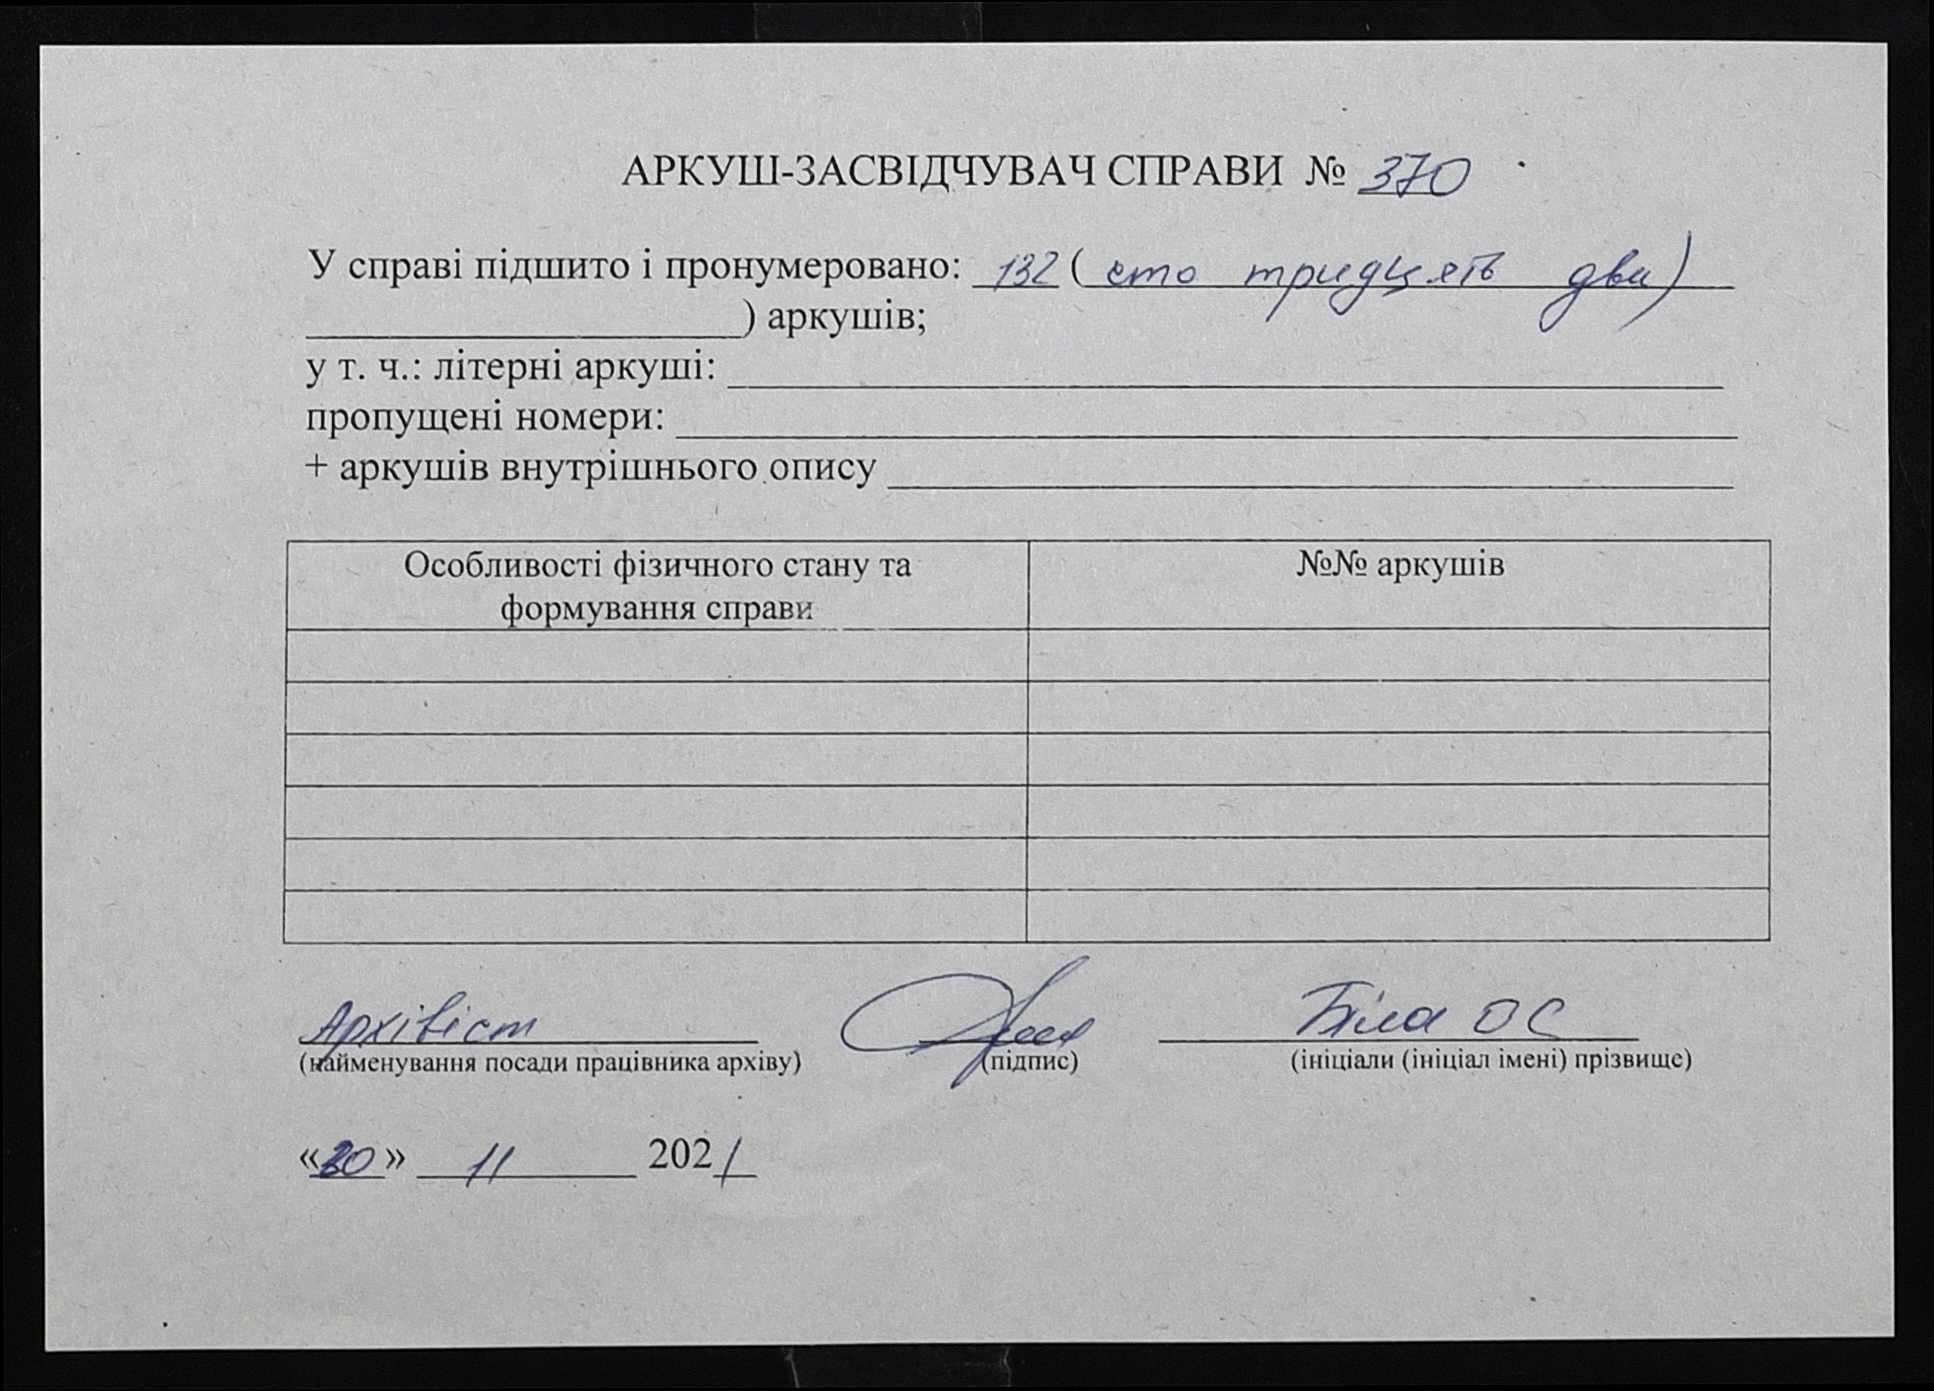 АРКУШ-ЗАСВІДЧУВАЧ СПРАВИ № 370
У справі підшито і пронумеровано: 132 ( сто тридцять два)
) аркушів;
у т. ч.: літерні аркуші:
пропущені номери:
+ аркушів внутрішнього опису
Особливості фізичного стану та
формування справи
№№ аркушів
Архівіст
Біла ОС
(найменування посади працівника архіву)
(підпис)
(ініціали (ініціал імені) прізвище)
«30» 11 2021